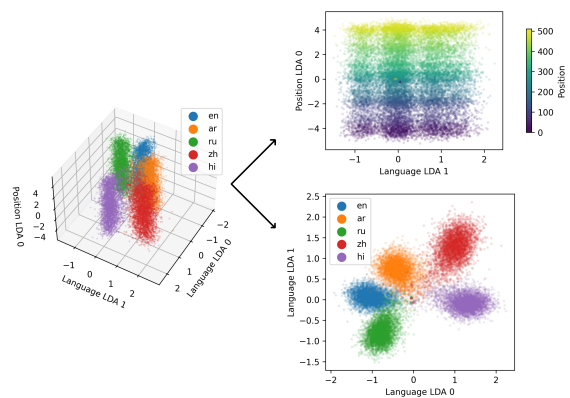 en
ar
ru
zh
hi
Position LDA 0
4
2
0
−2
−4
−1
0
1
2
Language LDA 1
−2
−1
0
1
2
Language LDA 0
4
2
0
−2
−4
Position LDA 0
−1
0
1
2
Language LDA 1
500
400
300
200
100
0
Position
en
ar
ru
zh
hi
2.5
2.0
1.5
1.0
0.5
0.0
−0.5
−1.0
−1.5
Language LDA 1
−2
−1
0
1
2
Language LDA 0